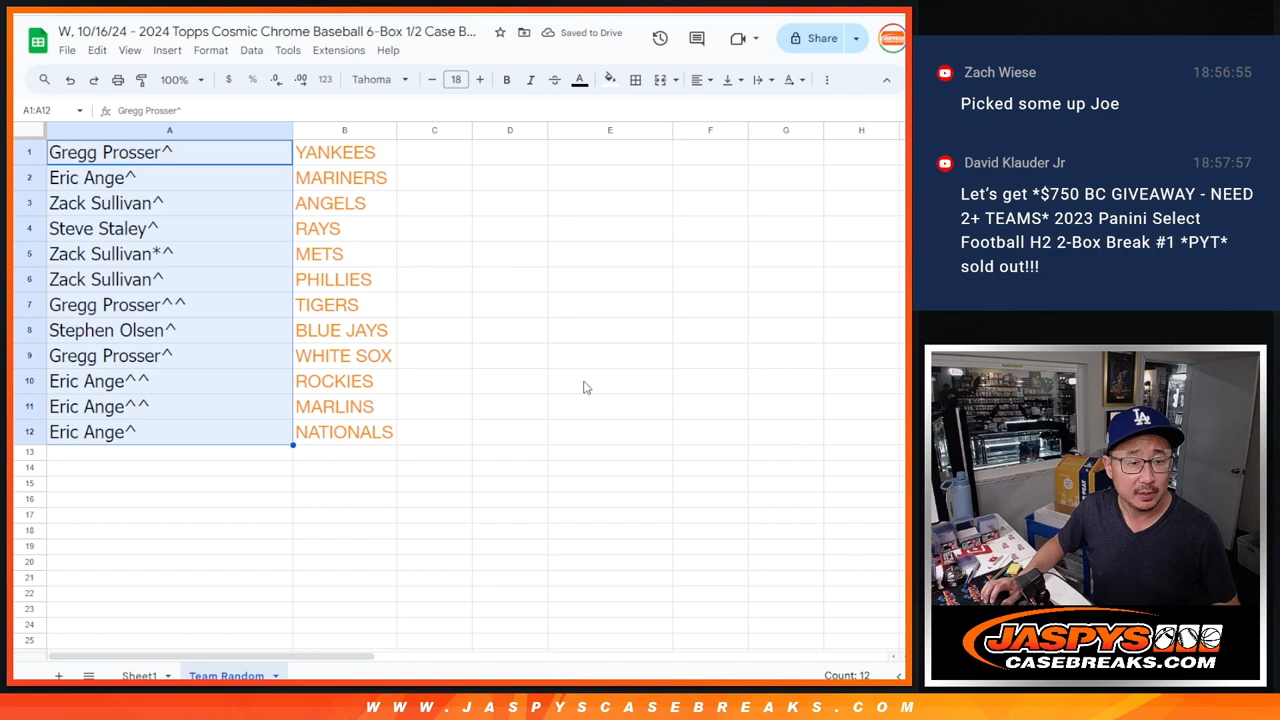 W, 10/16/24 - 2024 Topps Cosmic Chrome Baseball 6-Box 1/2 Case B...
Saved to Drive
Share
File Edit View Insert Format Data Tools Extensions Help
100% $ % .0 .00 123 Tahoma - 18 + B I A
A1:A12 fx Gregg Prosser^
A B C D E F G H
1 Gregg Prosser^ YANKEES
2 Eric Ange^ MARINERS
3 Zack Sullivan^ ANGELS
4 Steve Staley^ RAYS
5 Zack Sullivan*^ METS
6 Zack Sullivan^ PHILLIES
7 Gregg Prosser^^ TIGERS
8 Stephen Olsen^ BLUE JAYS
9 Gregg Prosser^ WHITE SOX
10 Eric Ange^^ ROCKIES
11 Eric Ange^^ MARLINS
12 Eric Ange^ NATIONALS
13
14
15
16
17
18
19
20
21
22
23
24
25
+ Sheet1 Team Random Count: 12
Zach Wiese 18:56:55
Picked some up Joe
David Klauder Jr 18:57:57
Let's get *$750 BC GIVEAWAY - NEED
2+ TEAMS* 2023 Panini Select
Football H2 2-Box Break #1 *PYT*
sold out!!!
LA
JASPYS
CASEBREAKS.COM
WWW.JASPYSCASEBREAKS.COM